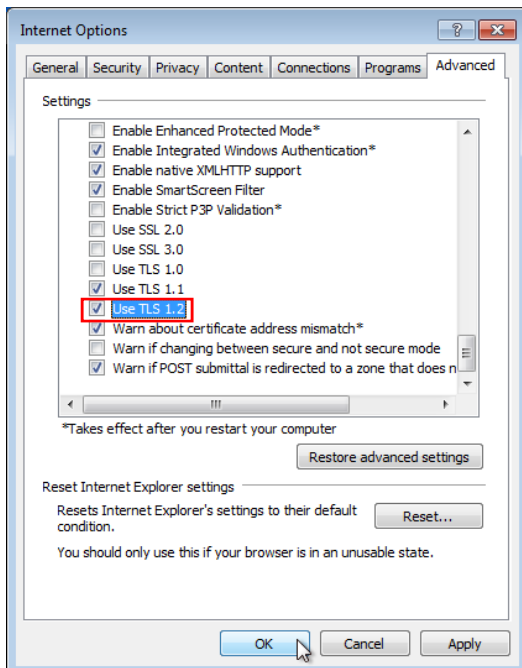 Internet Options
General Security Privacy Content Connections Programs Advanced
Settings
Enable Enhanced Protected Mode*
Enable Integrated Windows Authentication*
Enable native XMLHTTP support
Enable SmartScreen Filter
Enable Strict P3P Validation*
Use SSL 2.0
Use SSL 3.0
Use TLS 1.0
Use TLS 1.1
Use TLS 1.2
Warn about certificate address mismatch*
Warn if changing between secure and not secure mode
Warn if POST submittal is redirected to a zone that does n
*Takes effect after you restart your computer
Restore advanced settings
Reset Internet Explorer settings
Resets Internet Explorer's settings to their default
condition.
Reset...
You should only use this if your browser is in an unusable state.
OK Cancel Apply